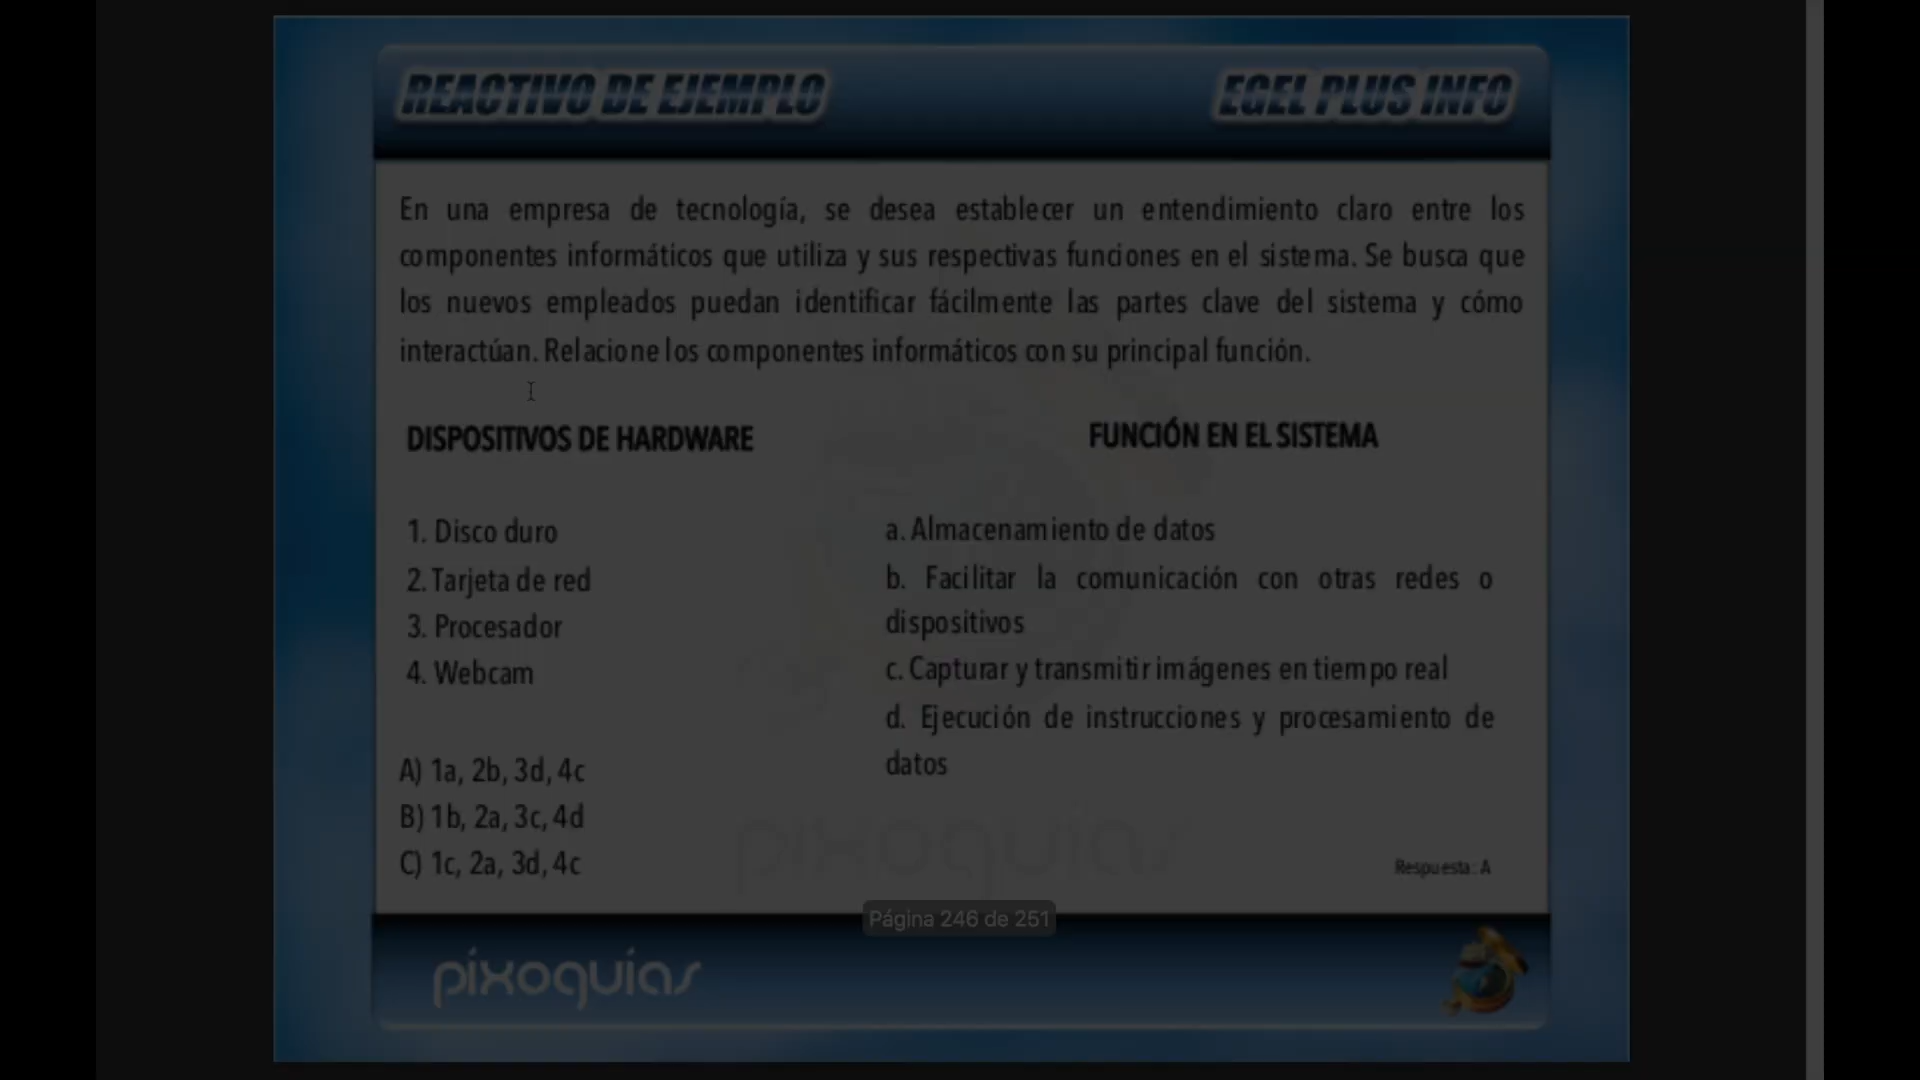 REACTIVO DE EJEMPLO
EGEL PLUS INFO
En una empresa de tecnología, se desea establecer un entendimiento claro entre los
componentes informáticos que utiliza y sus respectivas funciones en el sistema. Se busca que
los nuevos empleados puedan identificar fácilmente las partes clave del sistema y cómo
interactúan. Relacione los componentes informáticos con su principal función.
DISPOSITIVOS DE HARDWARE
1. Disco duro
2. Tarjeta de red
3. Procesador
4. Webcam
FUNCIÓN EN EL SISTEMA
a. Almacenamiento de datos
b. Facilitar la comunicación con otras redes o
dispositivos
c. Capturar y transmitir imágenes en tiempo real
d. Ejecución de instrucciones y procesamiento de
datos
A) 1a, 2b, 3d, 4c
B) 1b, 2a, 3c, 4d
C) 1c, 2a, 3d, 4c
Respuesta: A
pixoguías
Página 246 de 251
pixoguías